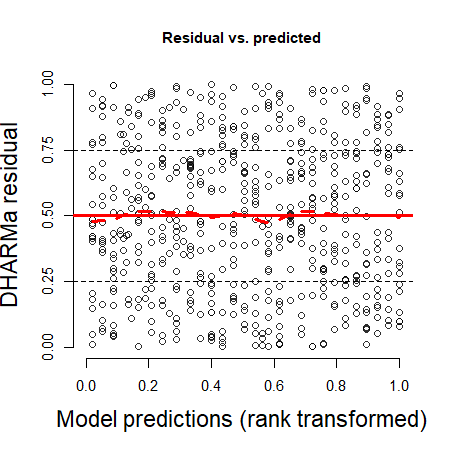 Residual vs. predicted
DHARMa residual
1.00
0.75
0.50
0.25
0.00
0.0 0.2 0.4 0.6 0.8 1.0
Model predictions (rank transformed)